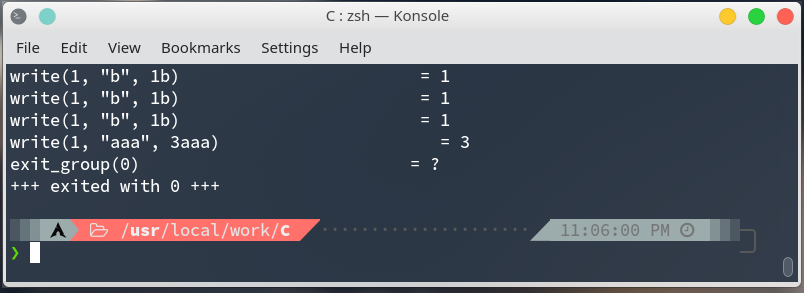 C : zsh — Konsole
File Edit View Bookmarks Settings Help
write(1, "b", 1b)                        = 1
write(1, "b", 1b)                        = 1
write(1, "b", 1b)                        = 1
write(1, "aaa", 3aaa)                      = 3
exit_group(0)                           = ?
+++ exited with 0 +++
/usr/local/work/C 11:06:00 PM
❯